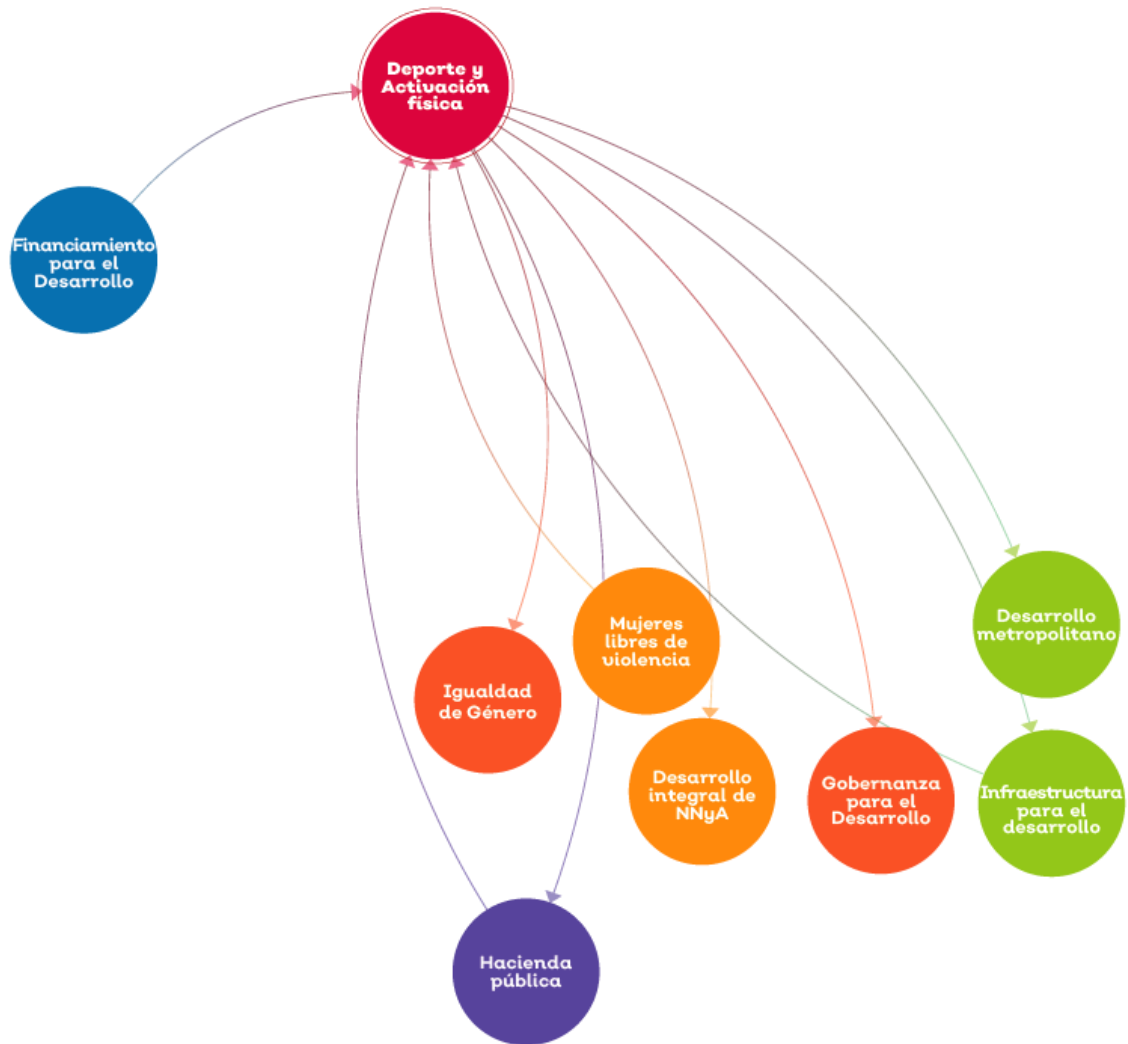 Deporte y
Activación
física
Financiamiento
para el
Desarrollo
Mujeres
libres de
violencia
Desarrollo
metropolitano
Igualdad
de Género
Desarrollo
integral de
NNyA
Gobernanza
para el
Desarrollo
Infraestructura
para el
desarrollo
Hacienda
pública